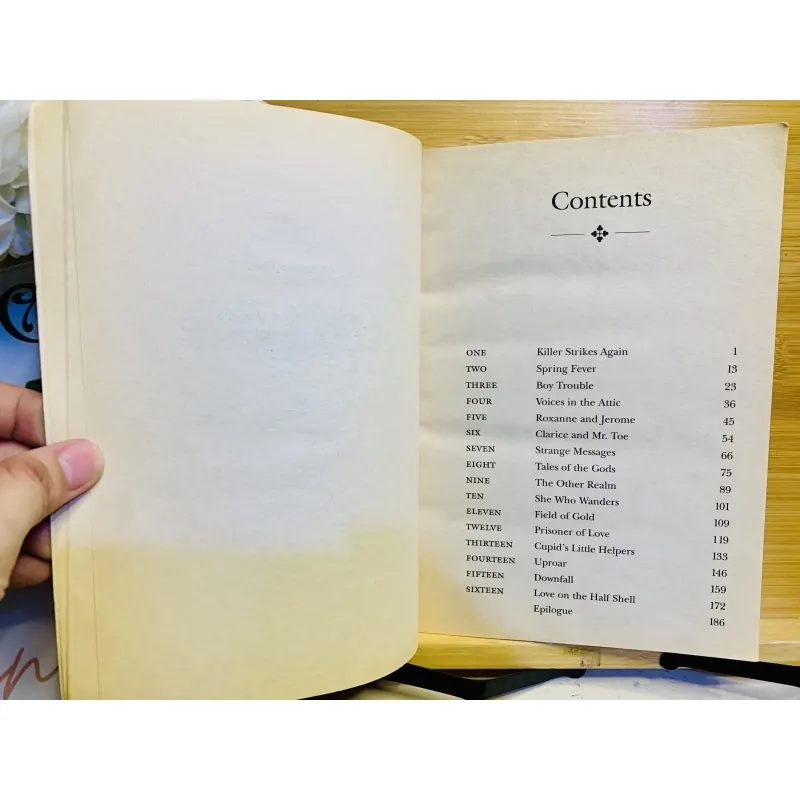 Contents
ONE Killer Strikes Again 1
TWO Spring Fever 13
THREE Boy Trouble 23
FOUR Voices in the Attic 36
FIVE Roxanne and Jerome 45
SIX Clarice and Mr. Toe 54
SEVEN Strange Messages 66
EIGHT Tales of the Gods 75
NINE The Other Realm 89
TEN She Who Wanders 101
ELEVEN Field of Gold 109
TWELVE Prisoner of Love 119
THIRTEEN Cupid's Little Helpers 133
FOURTEEN Uproar 146
FIFTEEN Downfall 159
SIXTEEN Love on the Half Shell 172
Epilogue 186